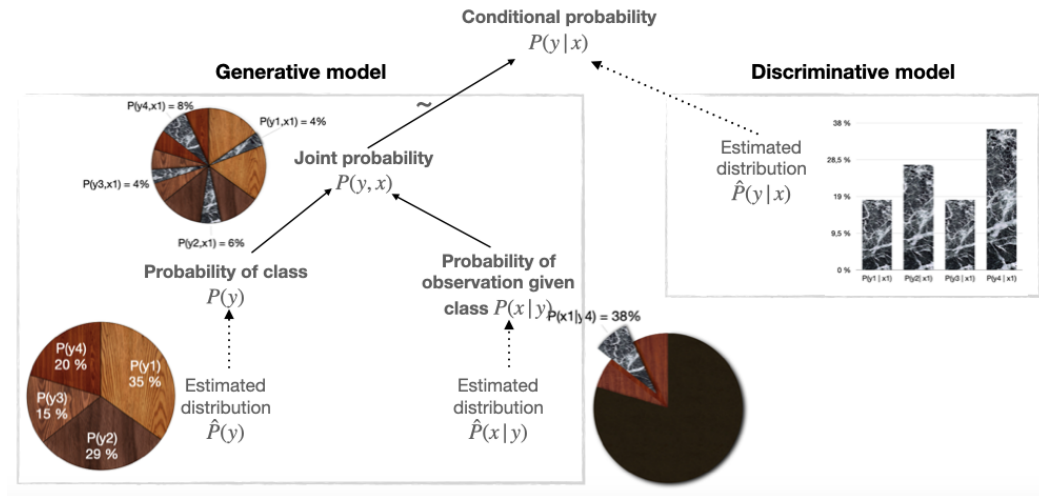 Conditional probability
P(y | x)
Generative model
Discriminative model
P(y4,x1) = 8%
P(y1,x1) = 4%
~
Joint probability
P(y, x)
P(y3,x1) = 4%
P(y2,x1) = 6%
Probability of class
P(y)
Probability of
observation given
class P(x | y)
P(x1|y4) = 38%
P(y4)
20 %
P(y1)
35 %
P(y3)
15 %
P(y2)
29 %
Estimated
distribution
P̂(y)
Estimated
distribution
P̂(x | y)
Estimated
distribution
P̂(y | x)
38 %
28,5 %
19 %
9,5 %
0 %
P(y1 | x1)
P(y2| x1)
P(y3 | x1)
P(y4 | x1)